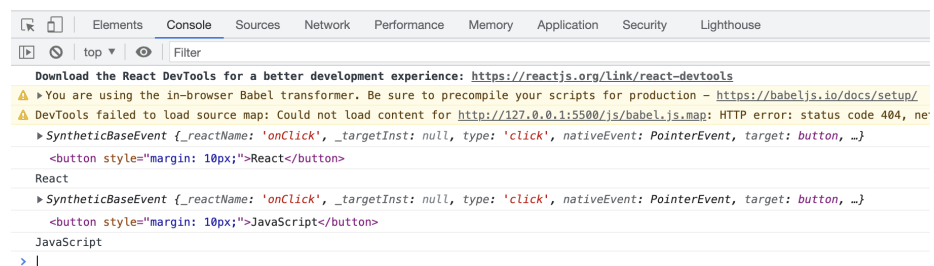 Elements Console Sources Network Performance Memory Application Security Lighthouse
top ▼ Filter
Download the React DevTools for a better development experience: https://reactjs.org/link/react-devtools
You are using the in-browser Babel transformer. Be sure to precompile your scripts for production - https://babeljs.io/docs/setup/
DevTools failed to load source map: Could not load content for http://127.0.0.1:5500/js/babel.js.map: HTTP error: status code 404, net
SyntheticBaseEvent {_reactName: 'onClick', _targetInst: null, type: 'click', nativeEvent: PointerEvent, target: button, …}
<button style="margin: 10px;">React</button>
React
SyntheticBaseEvent {_reactName: 'onClick', _targetInst: null, type: 'click', nativeEvent: PointerEvent, target: button, …}
<button style="margin: 10px;">JavaScript</button>
JavaScript